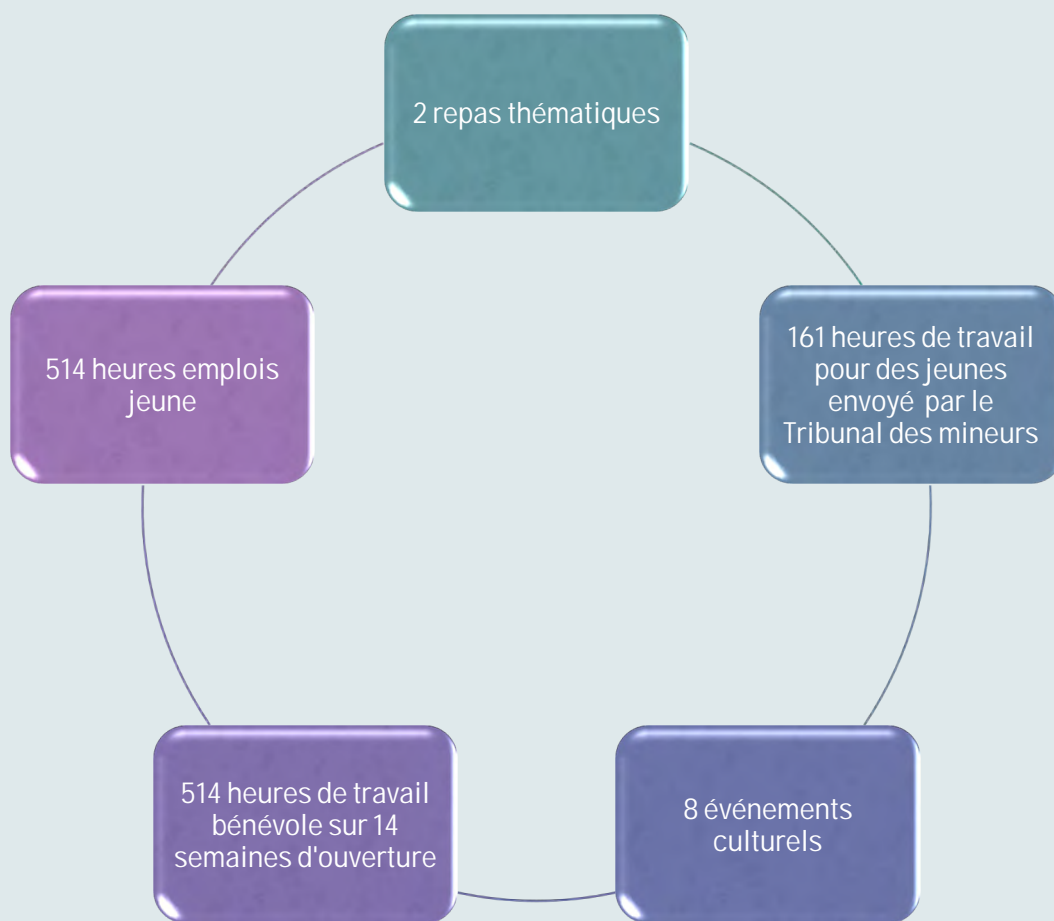 2 repas thématiques
161 heures de travail
pour des jeunes
envoyé par le
Tribunal des mineurs
8 événements
culturels
514 heures de travail
bénévole sur 14
semaines d'ouverture
514 heures emplois
jeune